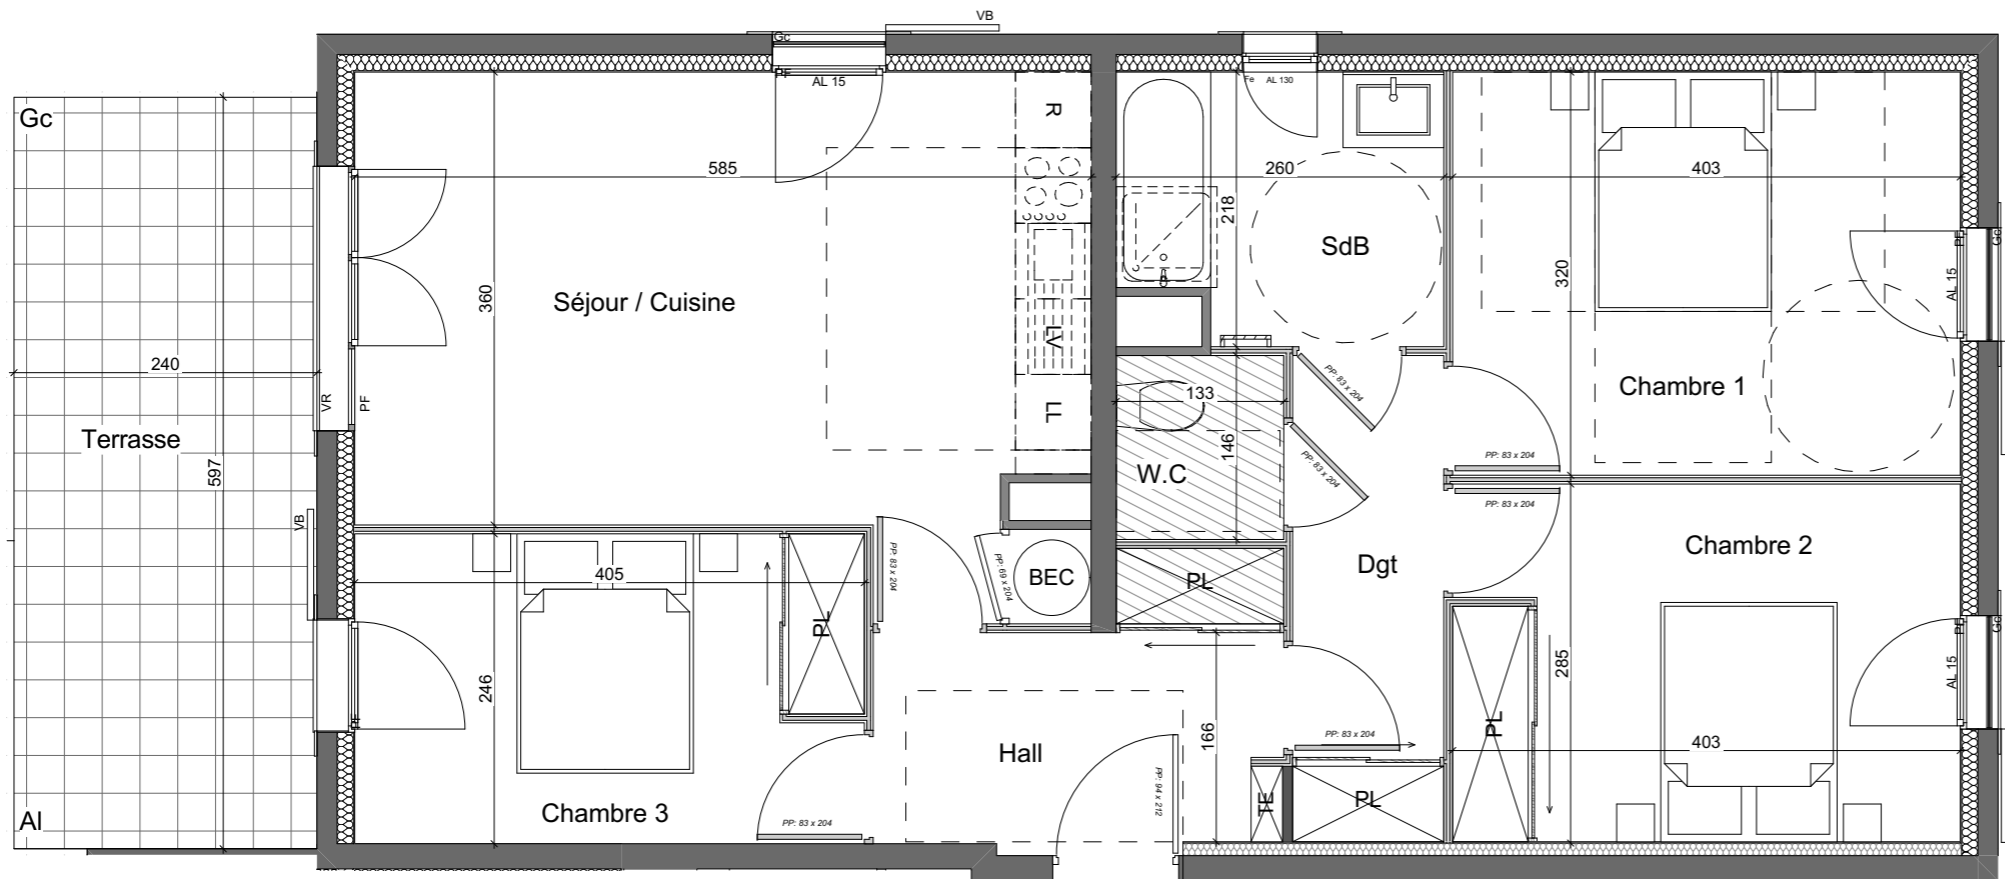 VB
Gc
PF
AL 15
Fe
AL 130
Gc
R
585
260
403
218
SdB
Gc
AL 15
320
360
Séjour / Cuisine
LV
240
VR
PF
PP: 83 x 204
133
Chambre 1
LL
Terrasse
146
PP: 83 x 204
PP: 83 x 204
597
W.C
VB
PP: 83 x 204
Chambre 2
PP: 83 x 204
PP: 69 x 204
BEC
405
PL
Dgt
PL
Gc
AL 15
246
285
PL
166
PP: 83 x 204
403
Hall
PP: 94 x 212
TE
PL
Chambre 3
PP: 83 x 204
Al